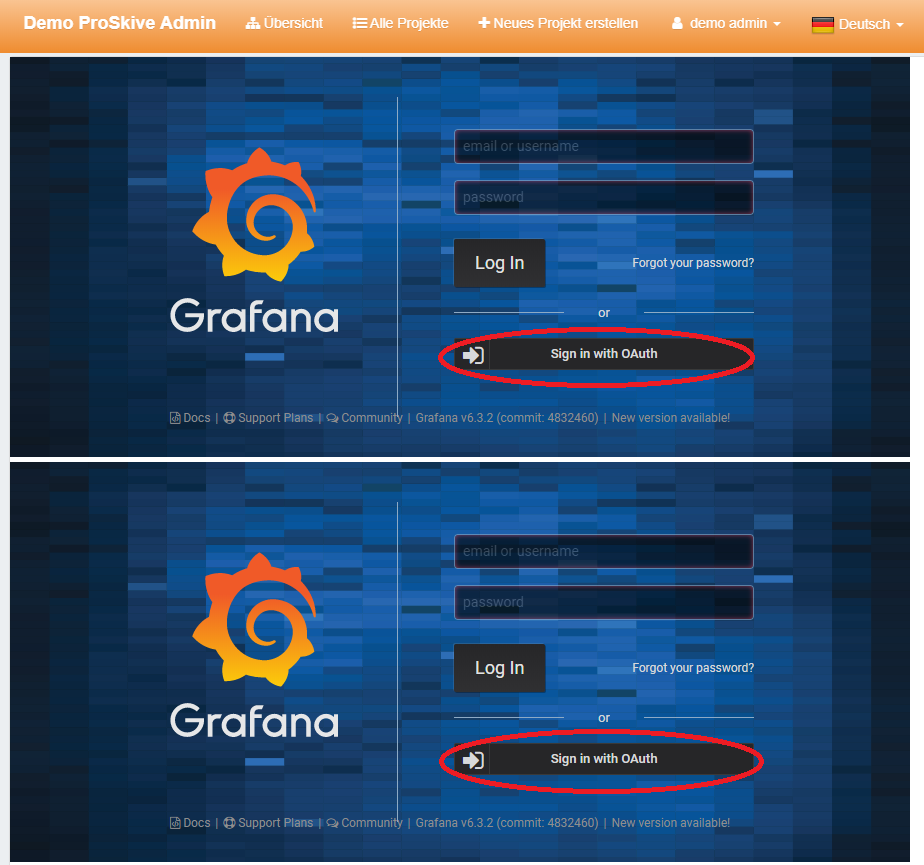 Demo ProSkive Admin Übersicht Alle Projekte Neues Projekt erstellen demo admin Deutsch
email or username
password
Log In Forgot your password?
or
Grafana
Sign in with OAuth
Docs | Support Plans | Community | Grafana v6.3.2 (commit: 4832460) | New version available!
email or username
password
Log In Forgot your password?
or
Grafana
Sign in with OAuth
Docs | Support Plans | Community | Grafana v6.3.2 (commit: 4832460) | New version available!